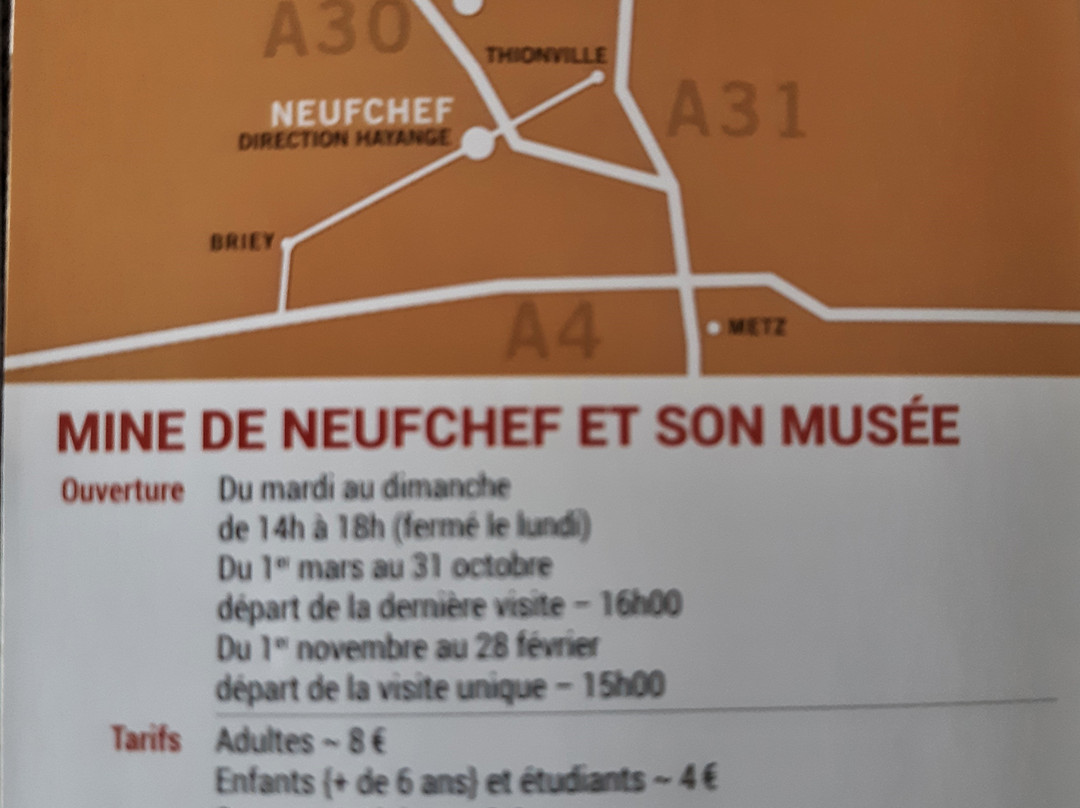 A30
THIONVILLE
A31
NEUFCHEF
DIRECTION HAYANGE
BRIEY
A4
METZ
MINE DE NEUFCHEF ET SON MUSÉE
Ouverture Du mardi au dimanche
de 14h à 18h (fermé le lundi)
Du 1er mars au 31 octobre
départ de la dernière visite – 16h00
Du 1er novembre au 28 février
départ de la visite unique – 15h00
Tarifs Adultes ~ 8 €
Enfants (+ de 6 ans) et étudiants ~ 4 €